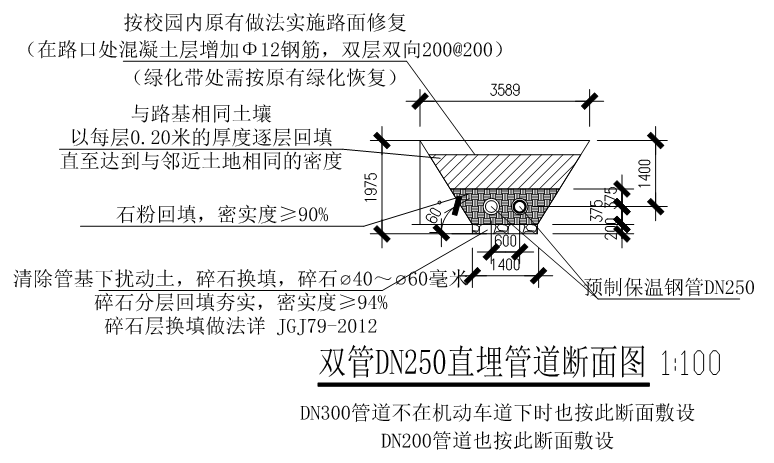 按校园内原有做法实施路面修复
(在路口处混凝土层增加Φ12钢筋，双层双向200@200)
(绿化带处需按原有绿化恢复)
3589
与路基相同土壤
以每层0.20米的厚度逐层回填
直至达到与邻近土地相同的密度
1975
1400
375
375
200
60°
石粉回填，密实度≥90%
600
1400
清除管基下扰动土，碎石换填，碎石⌀40～⌀60毫米
碎石分层回填夯实，密实度≥94%
碎石层换填做法详 JGJ79-2012
预制保温钢管DN250
双管DN250直埋管道断面图 1:100
DN300管道不在机动车道下时也按此断面敷设
DN200管道也按此断面敷设